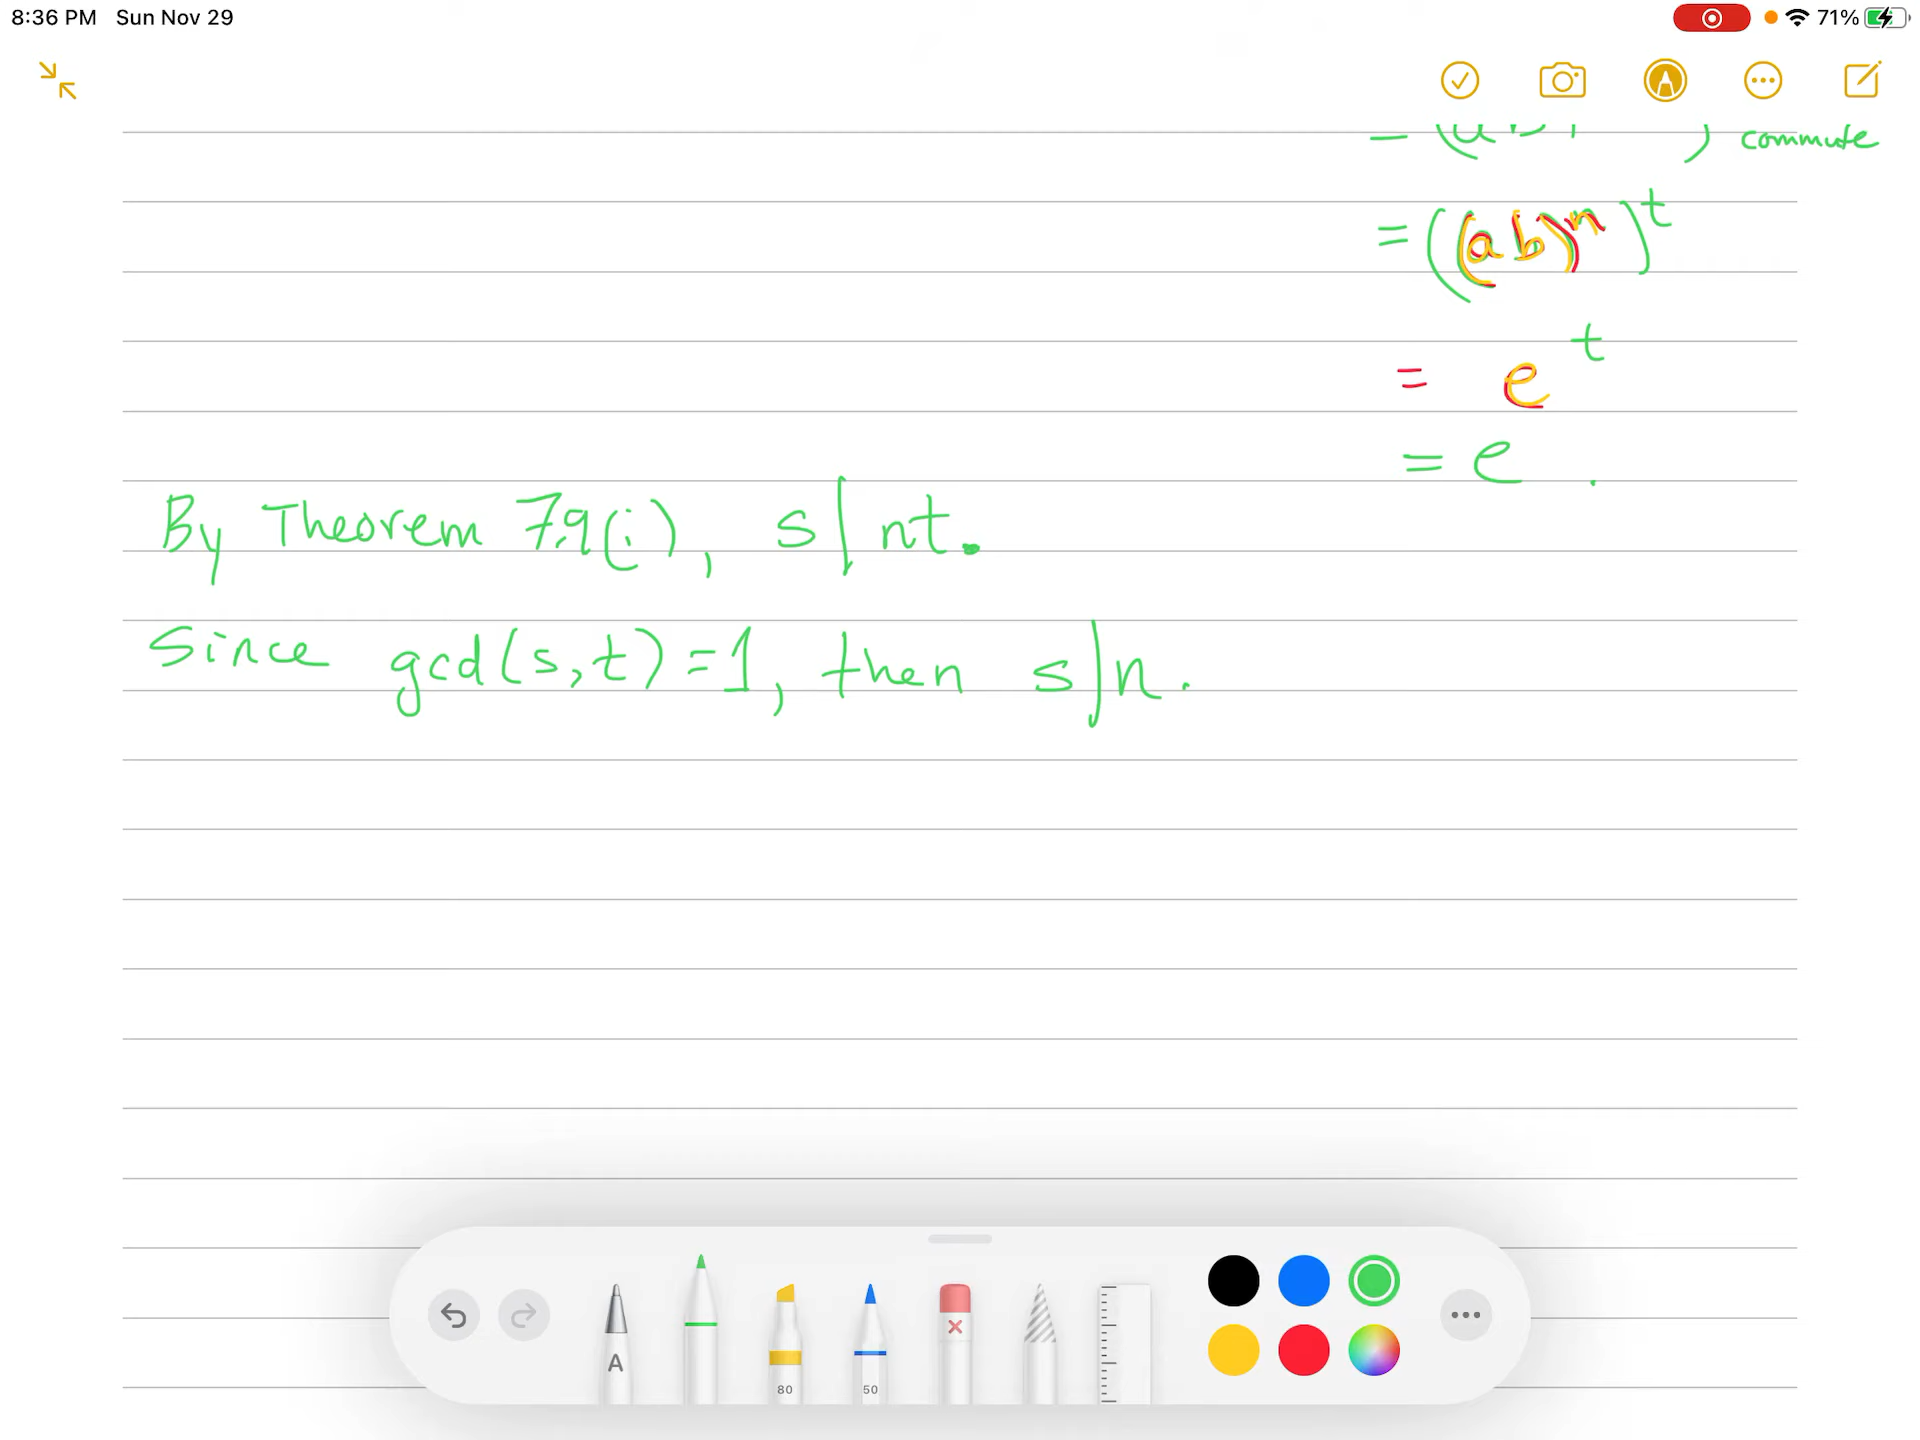 8:36 PM Sun Nov 29
71%
commute
= ((ab)^n)^t
= e^t
= e.
By Theorem 7.9(i), s|nt.
Since gcd(s,t)=1, then s|n.
A
80
50